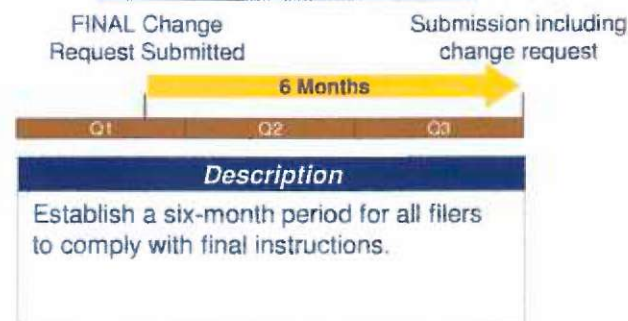 FINAL Change
Request Submitted
Submission including
change request
6 Months
Q1
Q2
Q3
Description
Establish a six-month period for all filers
to comply with final instructions.